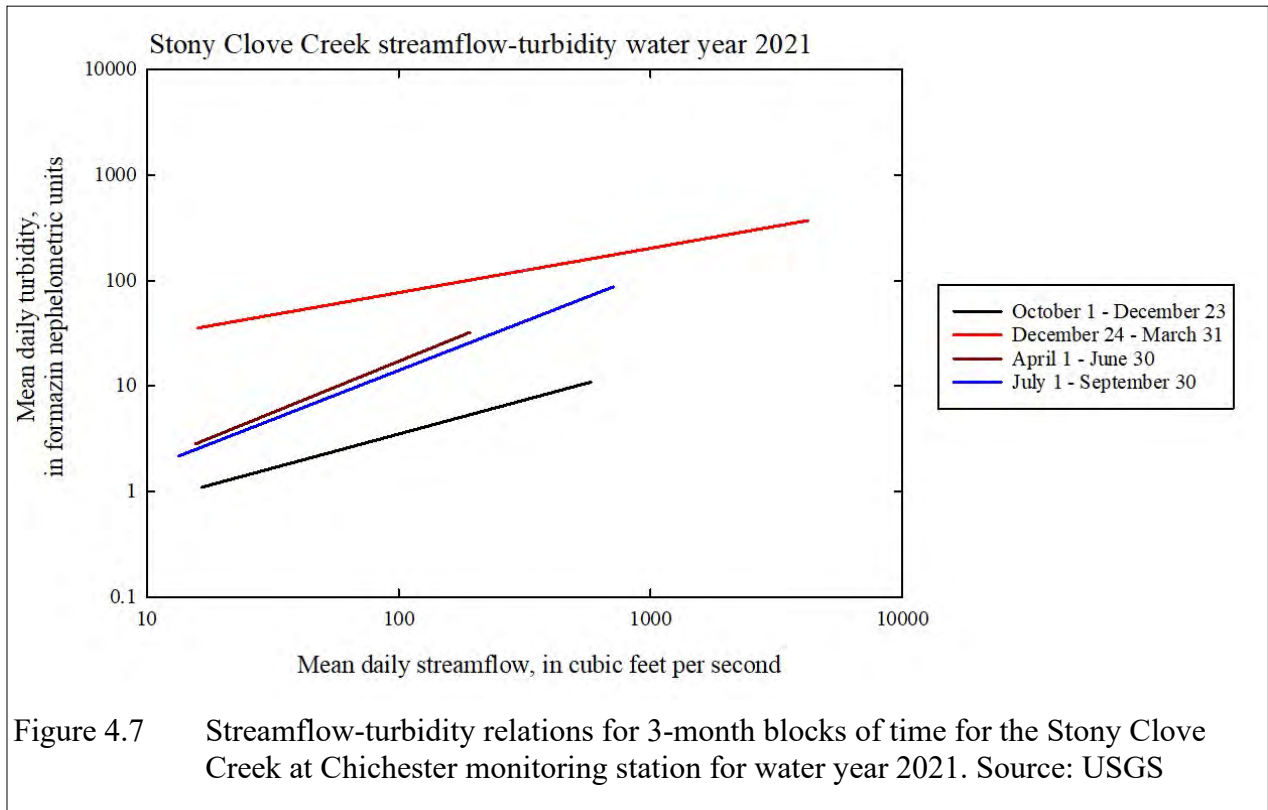 Stony Clove Creek streamflow-turbidity water year 2021
10000
1000
100
10
1
0.1
Mean daily turbidity,
in formazin nephelometric units
10
100
1000
10000
Mean daily streamflow, in cubic feet per second
October 1 - December 23
December 24 - March 31
April 1 - June 30
July 1 - September 30
Figure 4.7 Streamflow-turbidity relations for 3-month blocks of time for the Stony Clove
Creek at Chichester monitoring station for water year 2021. Source: USGS